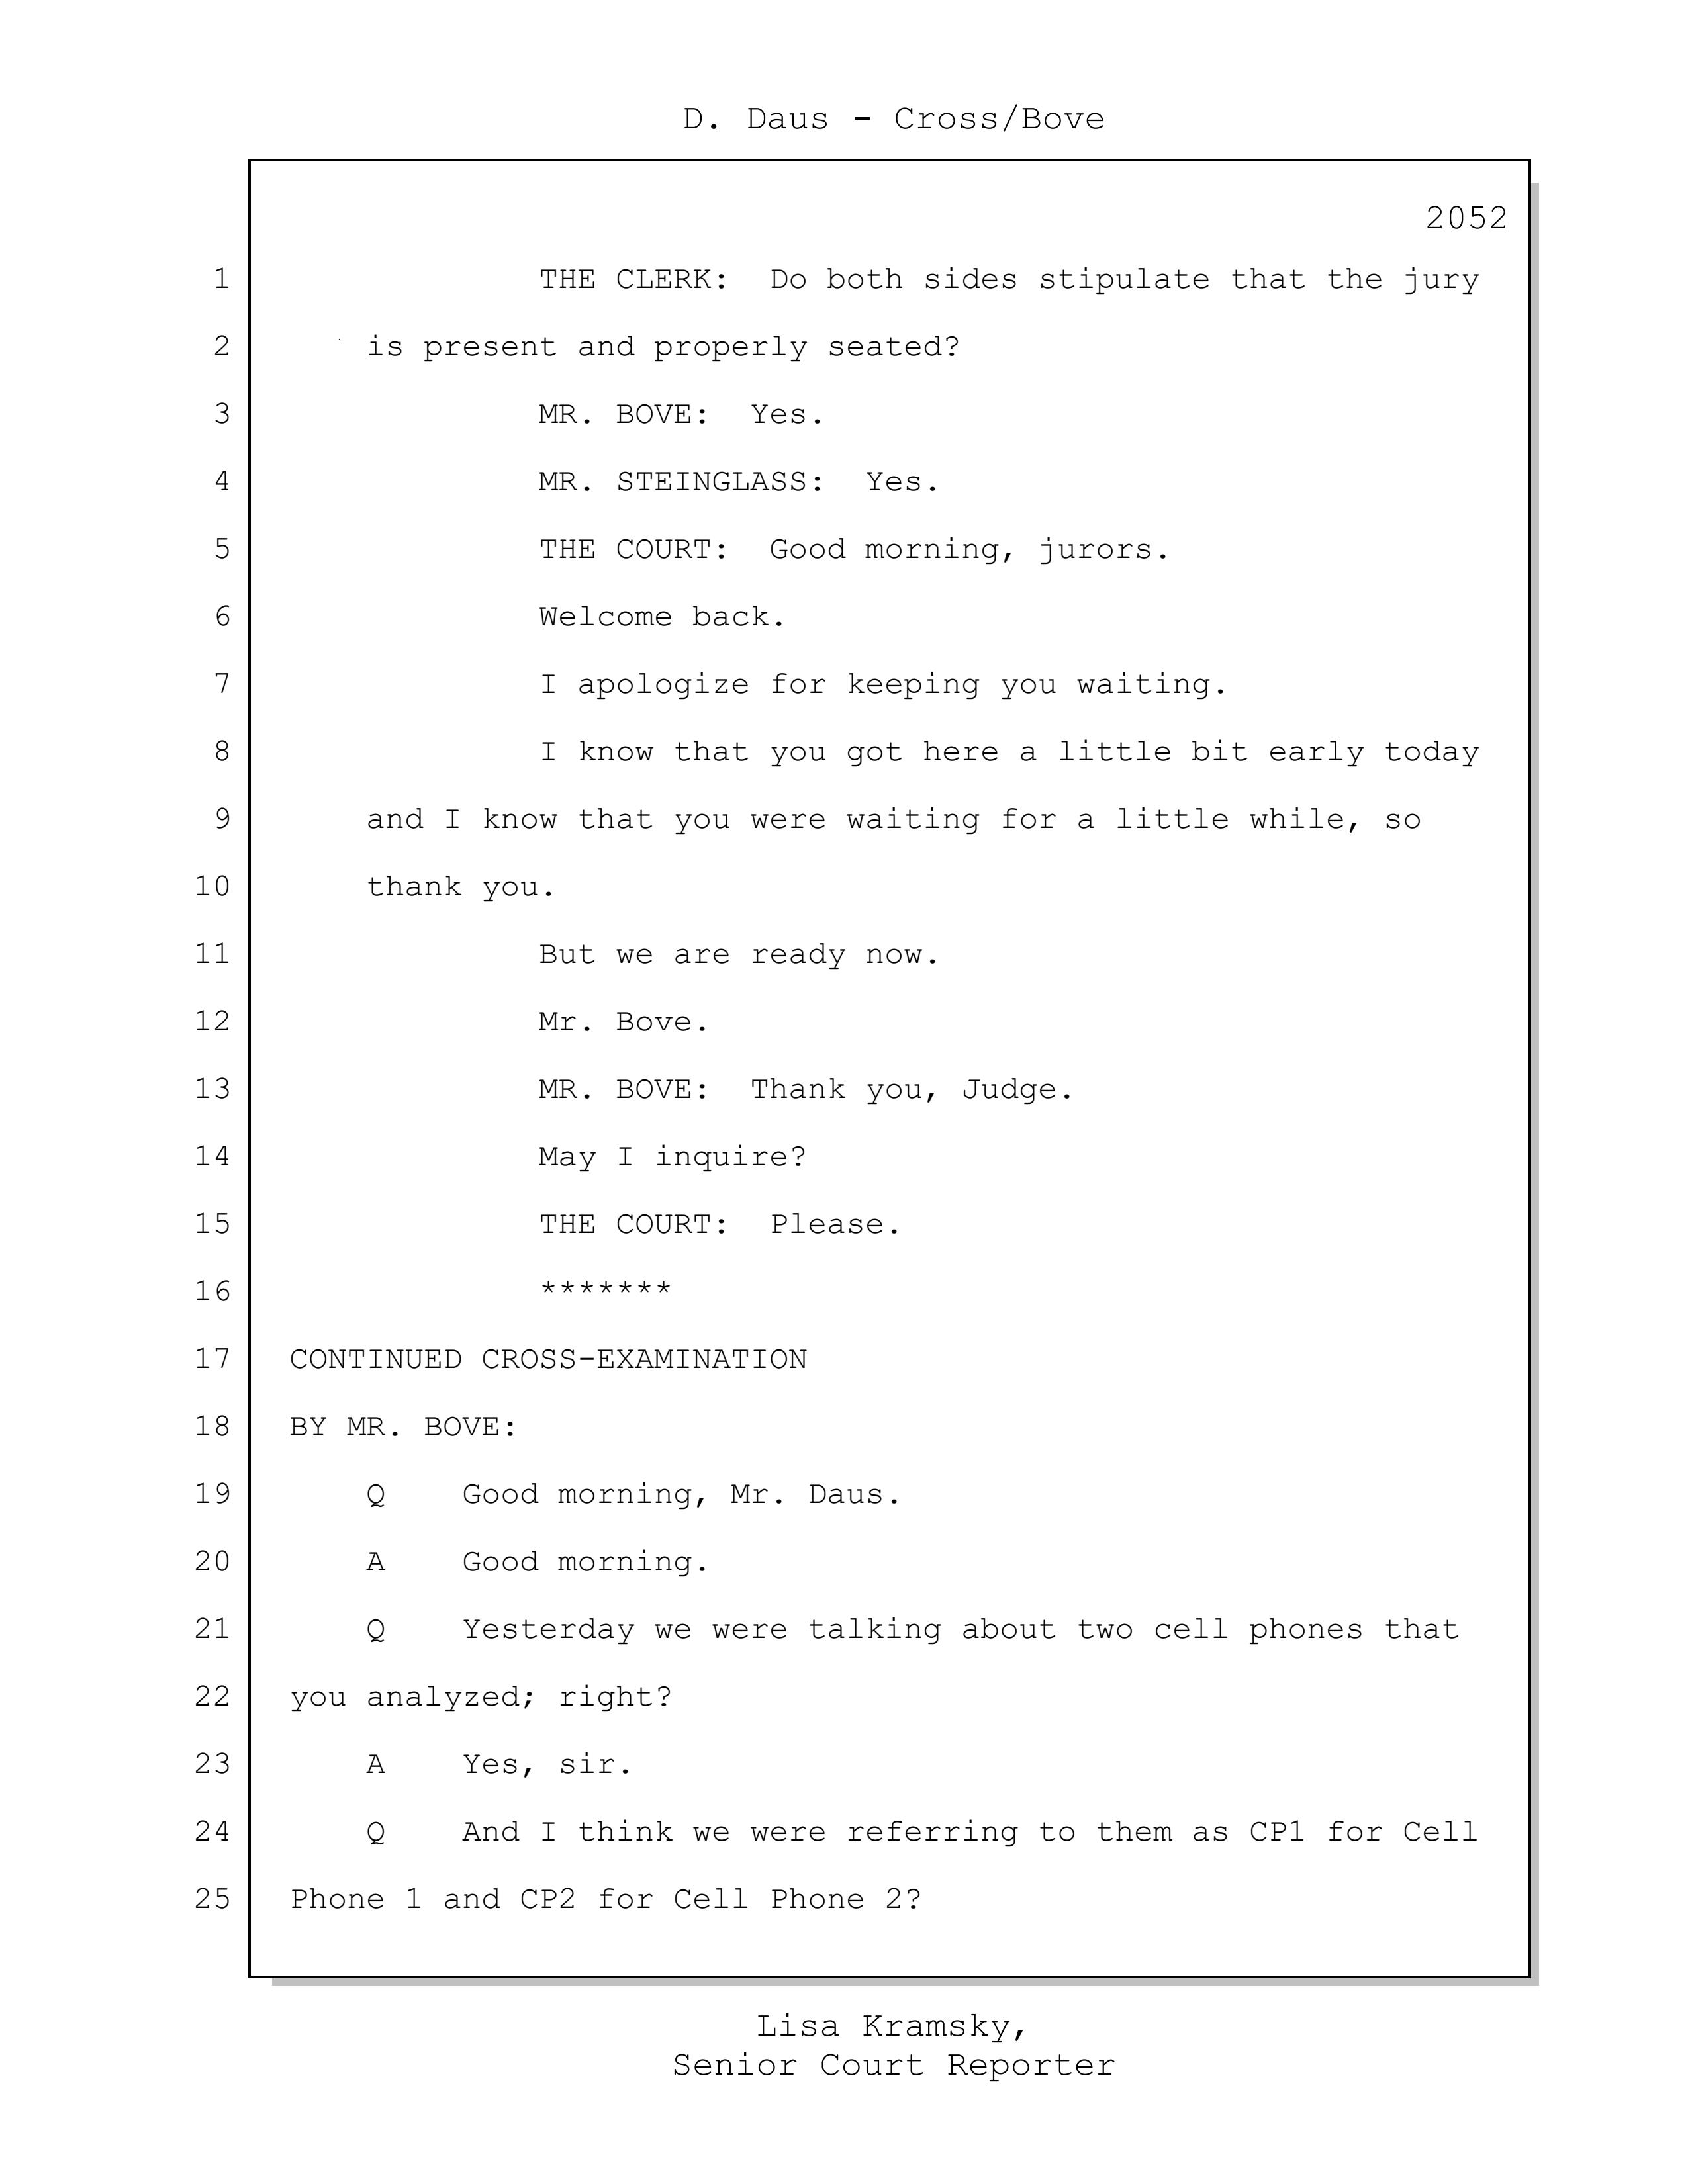 D. Daus - Cross/Bove
2052
1 THE CLERK: Do both sides stipulate that the jury
2 is present and properly seated?
3 MR. BOVE: Yes.
4 MR. STEINGLASS: Yes.
5 THE COURT: Good morning, jurors.
6 Welcome back.
7 I apologize for keeping you waiting.
8 I know that you got here a little bit early today
9 and I know that you were waiting for a little while, so
10 thank you.
11 But we are ready now.
12 Mr. Bove.
13 MR. BOVE: Thank you, Judge.
14 May I inquire?
15 THE COURT: Please.
16 *******
17 CONTINUED CROSS-EXAMINATION
18 BY MR. BOVE:
19 Q Good morning, Mr. Daus.
20 A Good morning.
21 Q Yesterday we were talking about two cell phones that
22 you analyzed; right?
23 A Yes, sir.
24 Q And I think we were referring to them as CP1 for Cell
25 Phone 1 and CP2 for Cell Phone 2?
Lisa Kramsky,
Senior Court Reporter